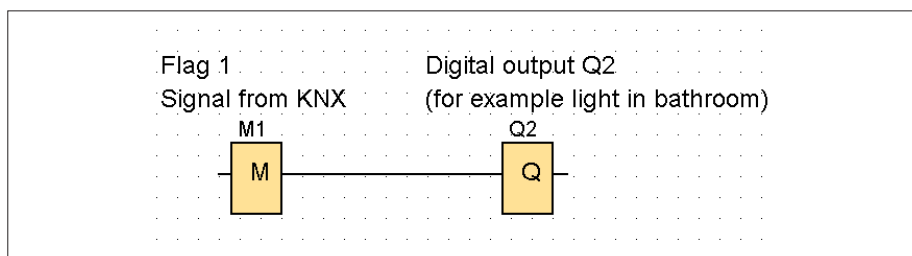 Flag 1
Signal from KNX
Digital output Q2
(for example light in bathroom)
M1
Q2
M
Q